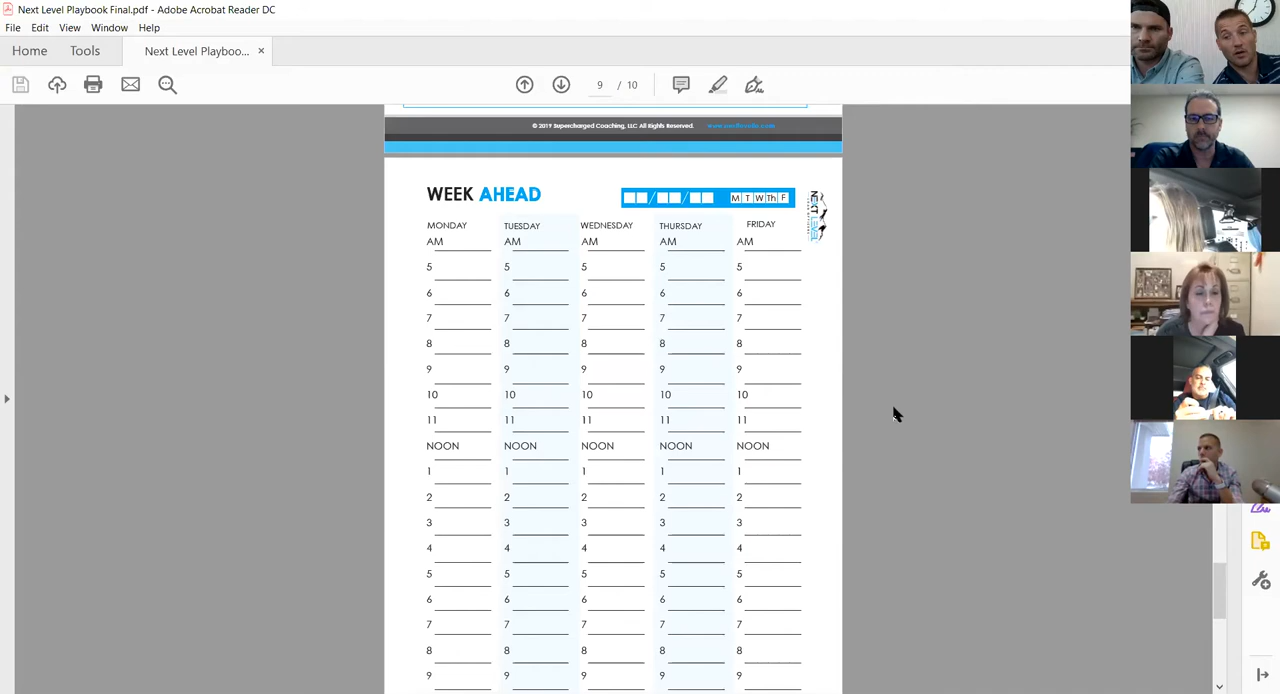 Next Level Playbook Final.pdf - Adobe Acrobat Reader DC
File Edit View Window Help
Home Tools Next Level Playboo... ×
9 / 10
© 2019 Supercharged Coaching, LLC All Rights Reserved.
WEEK AHEAD
/ / M T W Th F
NEXT LEVEL
MONDAY TUESDAY WEDNESDAY THURSDAY FRIDAY
AM AM AM AM AM
5 5 5 5 5
6 6 6 6 6
7 7 7 7 7
8 8 8 8 8
9 9 9 9 9
10 10 10 10 10
11 11 11 11 11
NOON NOON NOON NOON NOON
1 1 1 1 1
2 2 2 2 2
3 3 3 3 3
4 4 4 4 4
5 5 5 5 5
6 6 6 6 6
7 7 7 7 7
8 8 8 8 8
9 9 9 9 9